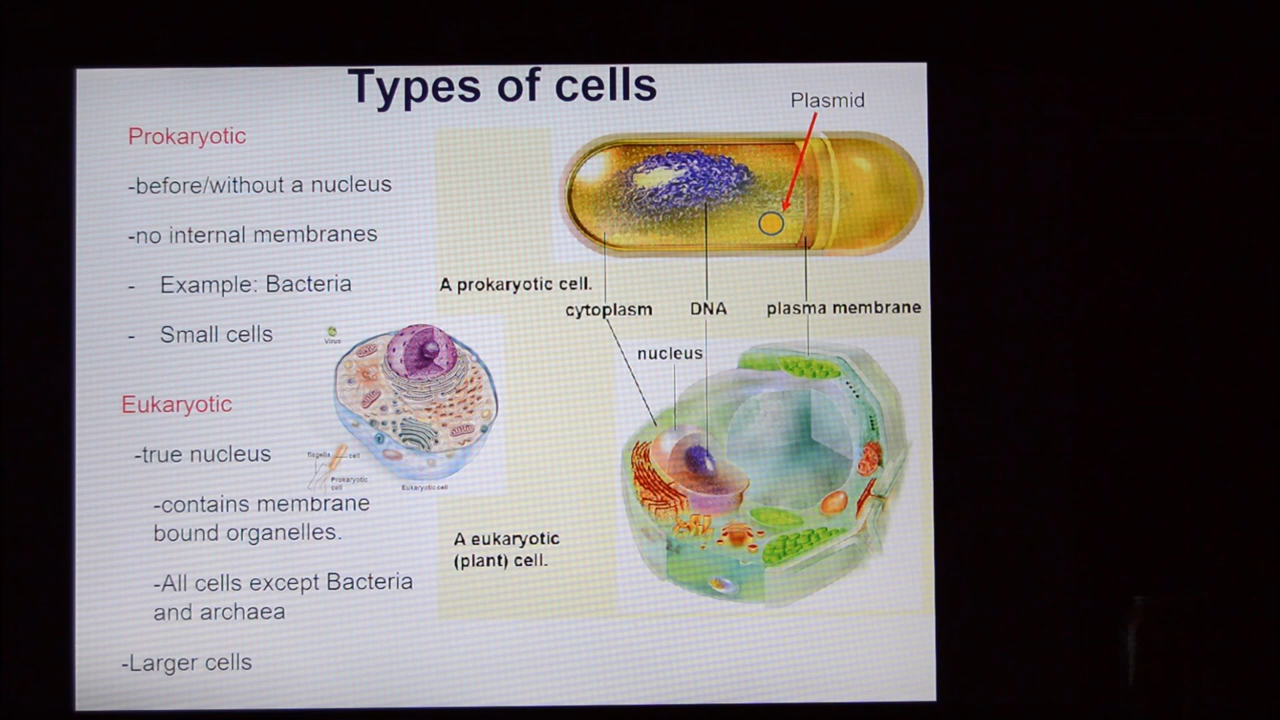 Types of cells
Prokaryotic
-before/without a nucleus
-no internal membranes
- Example: Bacteria
- Small cells
Eukaryotic
-true nucleus
-contains membrane
bound organelles.
-All cells except Bacteria
and archaea
-Larger cells
Plasmid
A prokaryotic cell.
cytoplasm
DNA
plasma membrane
nucleus
A eukaryotic
(plant) cell.
Virus
flagella
cell
Prokaryotic
cell
Eukaryotic cell